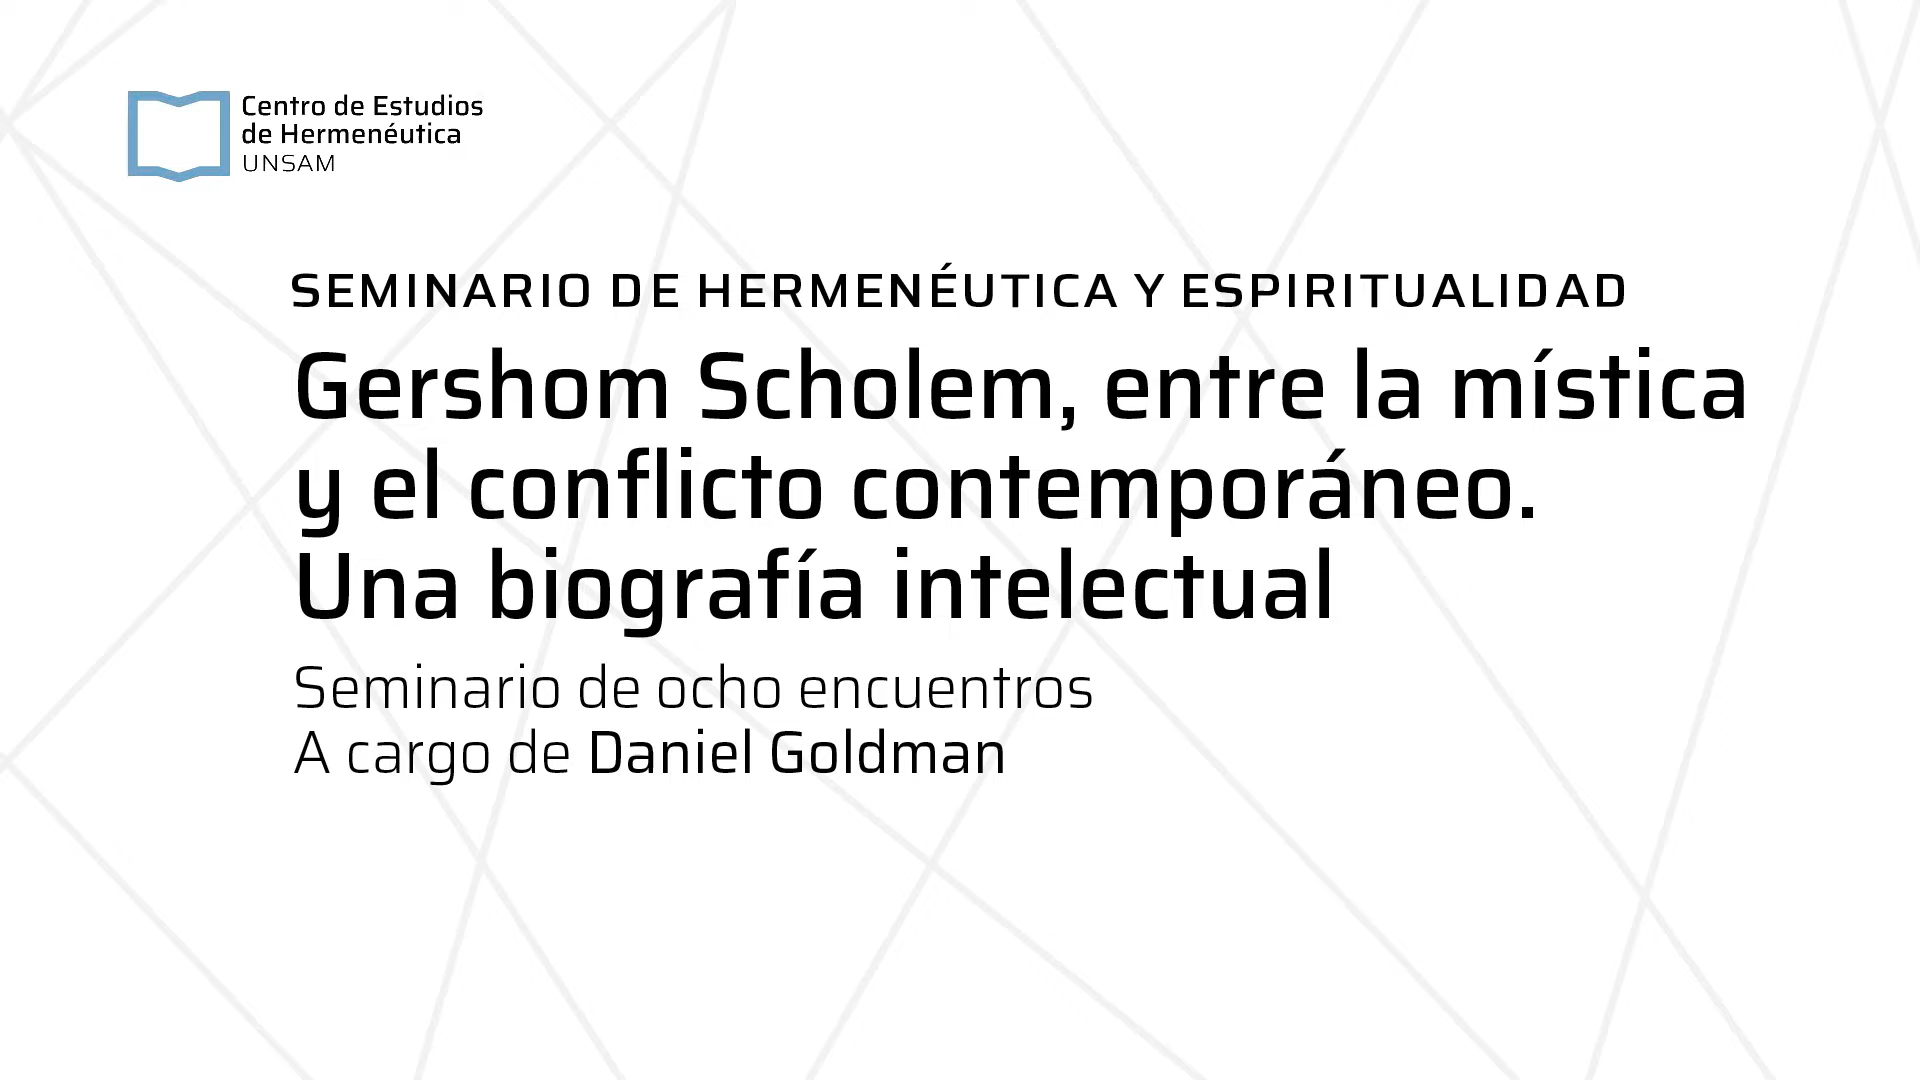 Centro de Estudios
de Hermenéutica
UNSAM
SEMINARIO DE HERMENÉUTICA Y ESPIRITUALIDAD
Gershom Scholem, entre la mística
y el conflicto contemporáneo.
Una biografía intelectual
Seminario de ocho encuentros
A cargo de Daniel Goldman